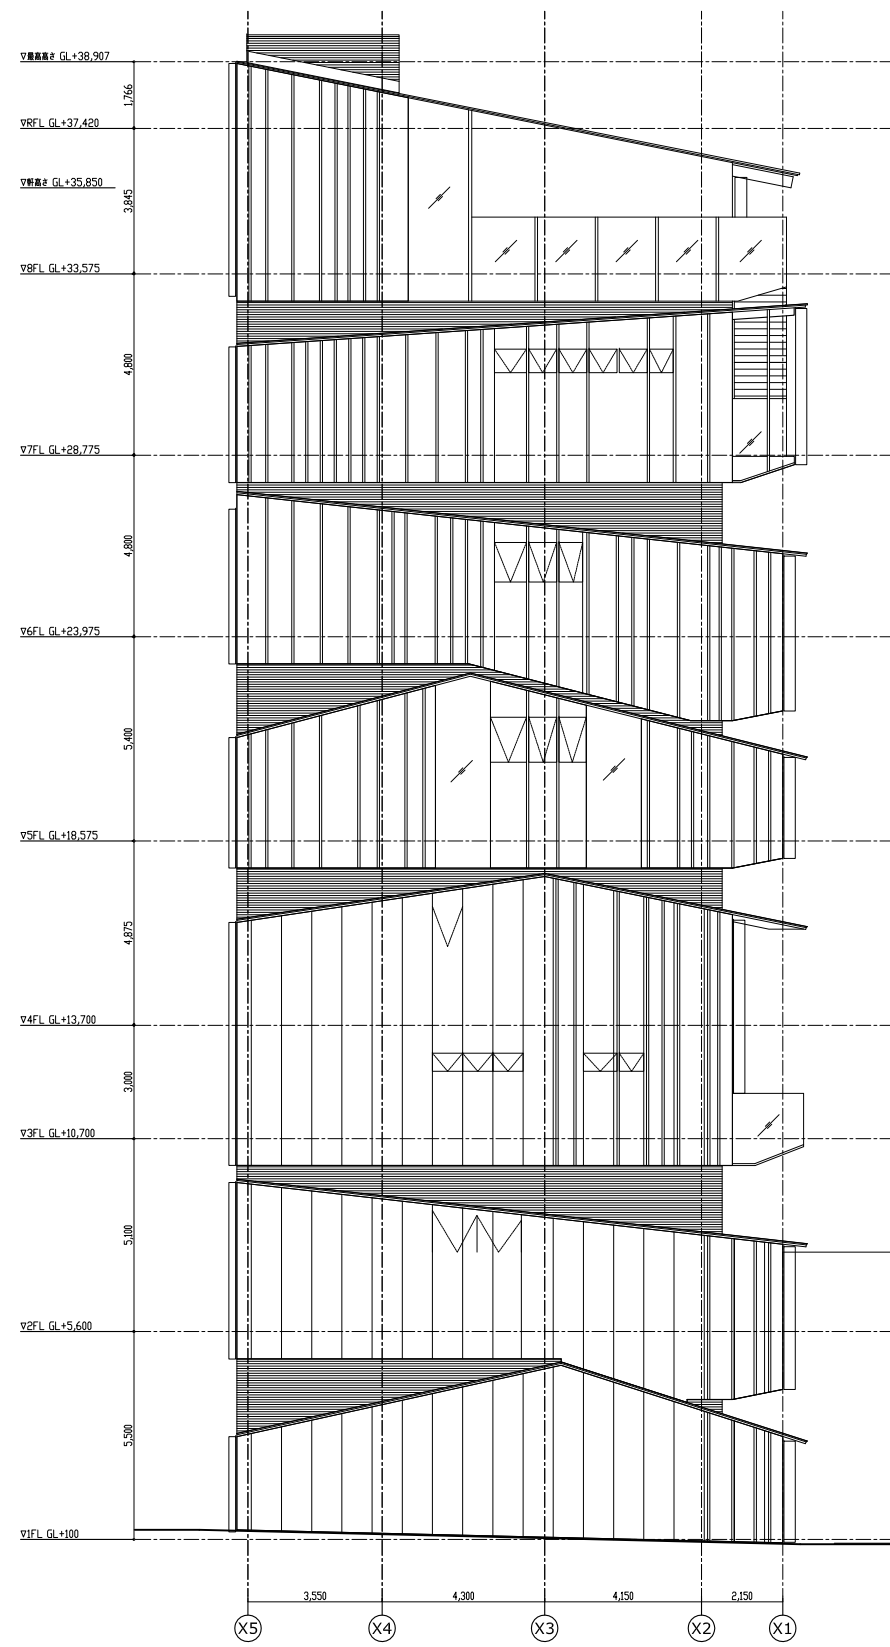 ▽最高高さ GL+38,907
1,766
▽RFL GL+37,420
▽軒高さ GL+35,850
3,845
▽8FL GL+33,575
4,800
▽7FL GL+28,775
4,800
▽6FL GL+23,975
5,400
▽5FL GL+18,575
4,875
▽4FL GL+13,700
3,000
▽3FL GL+10,700
5,100
▽2FL GL+5,600
5,500
▽1FL GL+100
3,550 4,300 4,150 2,150
X5 X4 X3 X2 X1